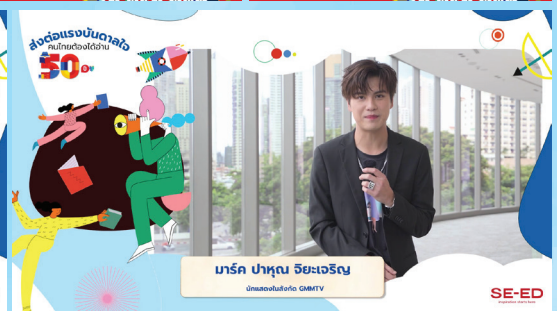 ส่งต่อแรงบันดาลใจ
คนไทยต้องได้อ่าน
50 ปี
มาร์ค ปาหุณ จิยะเจริญ
นักแสดงในสังกัด GMMTV
SE-ED